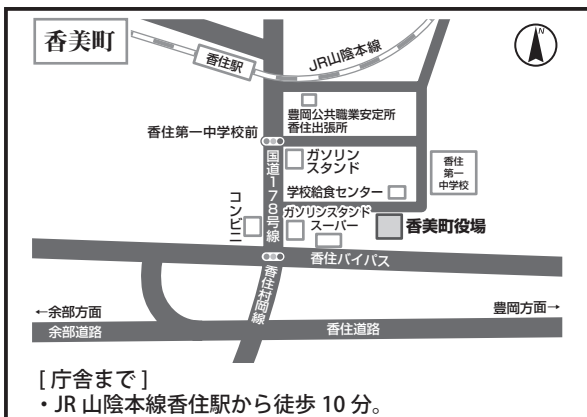 香美町
N
JR山陰本線
香住駅
豊岡公共職業安定所
香住出張所
香住第一中学校前
ガソリン
スタンド
香住
第一
中学校
国道178号線
学校給食センター
コンビニ
ガソリンスタンド
スーパー
香美町役場
香住バイパス
香住村岡線
←余部方面
豊岡方面→
余部道路
香住道路
[庁舎まで]
・JR山陰本線香住駅から徒歩10分。